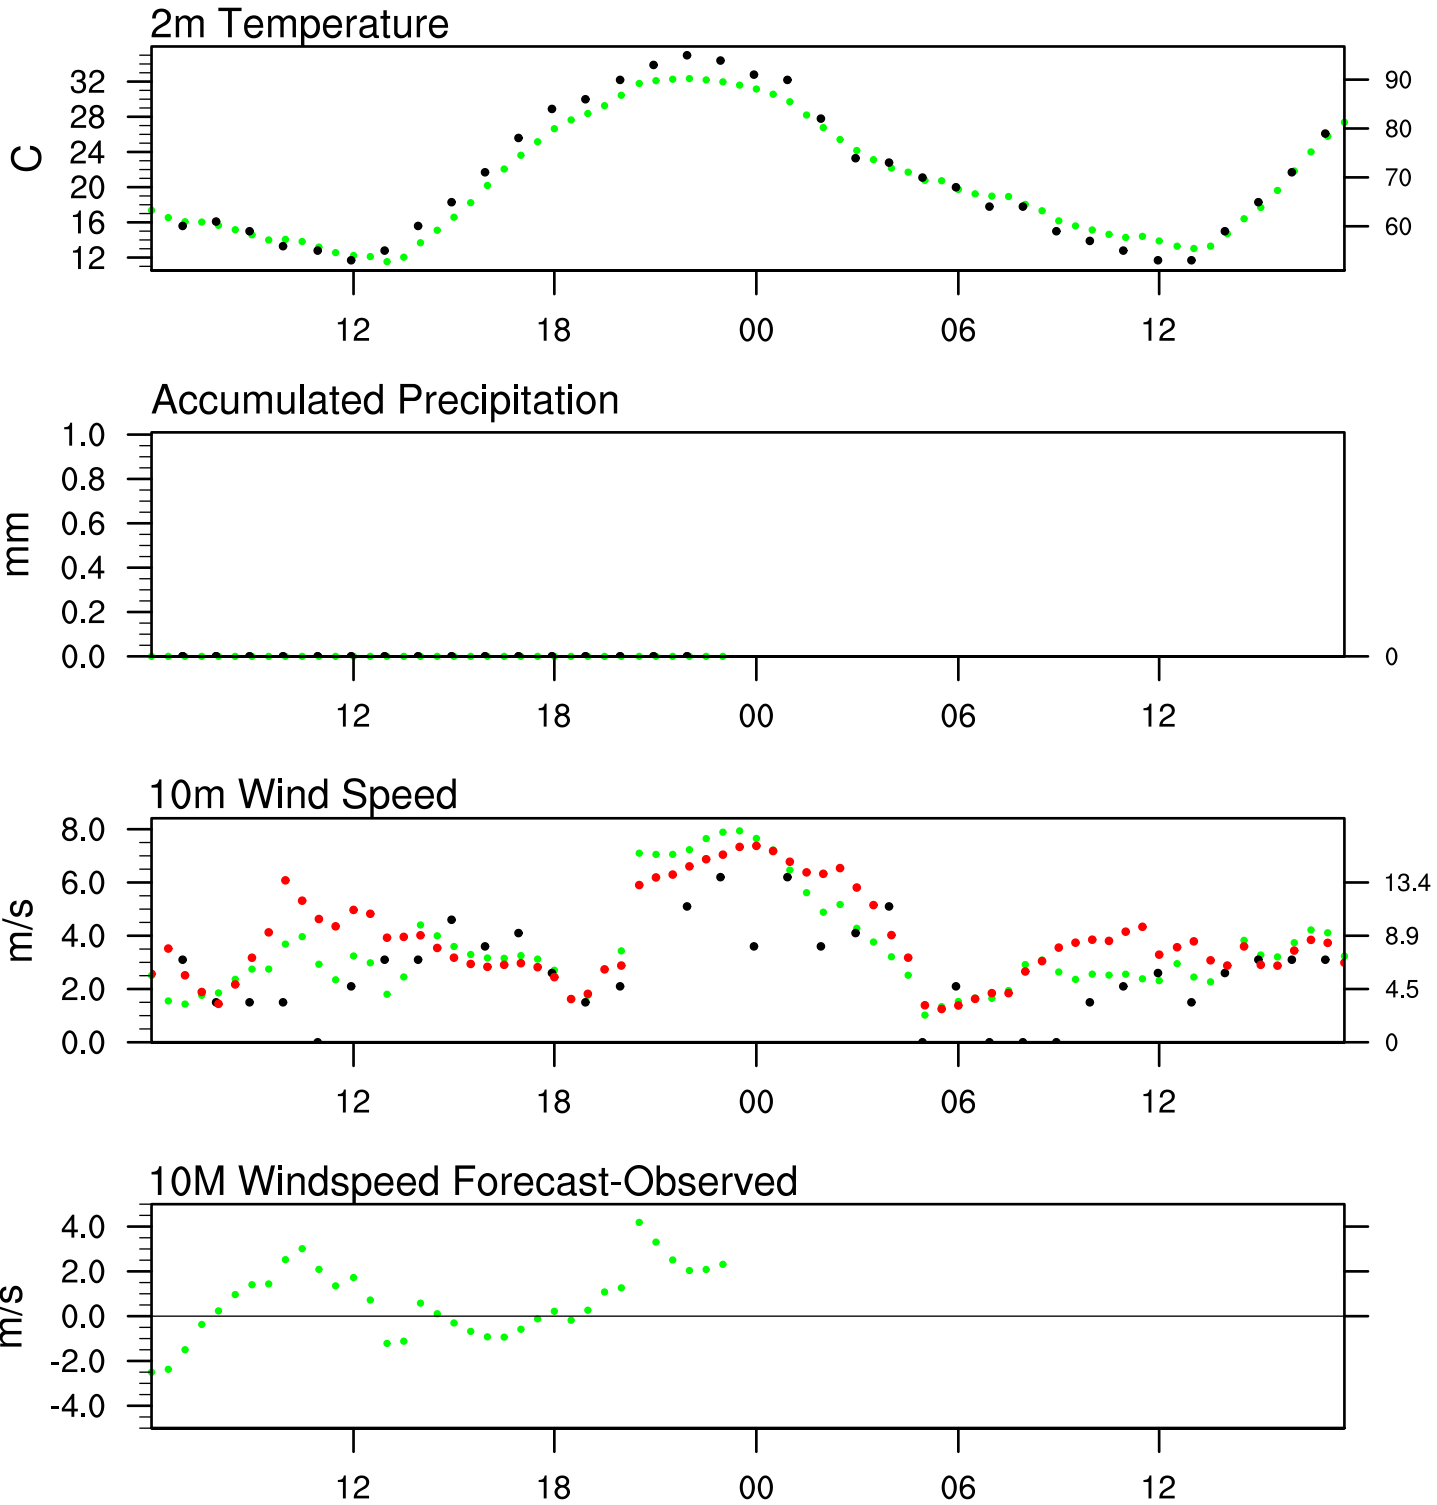 2m Temperature
32
28
24
20
16
12
C
90
80
70
60
12 18 00 06 12
Accumulated Precipitation
1.0
0.8
0.6
0.4
0.2
0.0
mm
0
12 18 00 06 12
10m Wind Speed
8.0
6.0
4.0
2.0
0.0
m/s
13.4
8.9
4.5
0
12 18 00 06 12
10M Windspeed Forecast-Observed
4.0
2.0
0.0
-2.0
-4.0
m/s
12 18 00 06 12